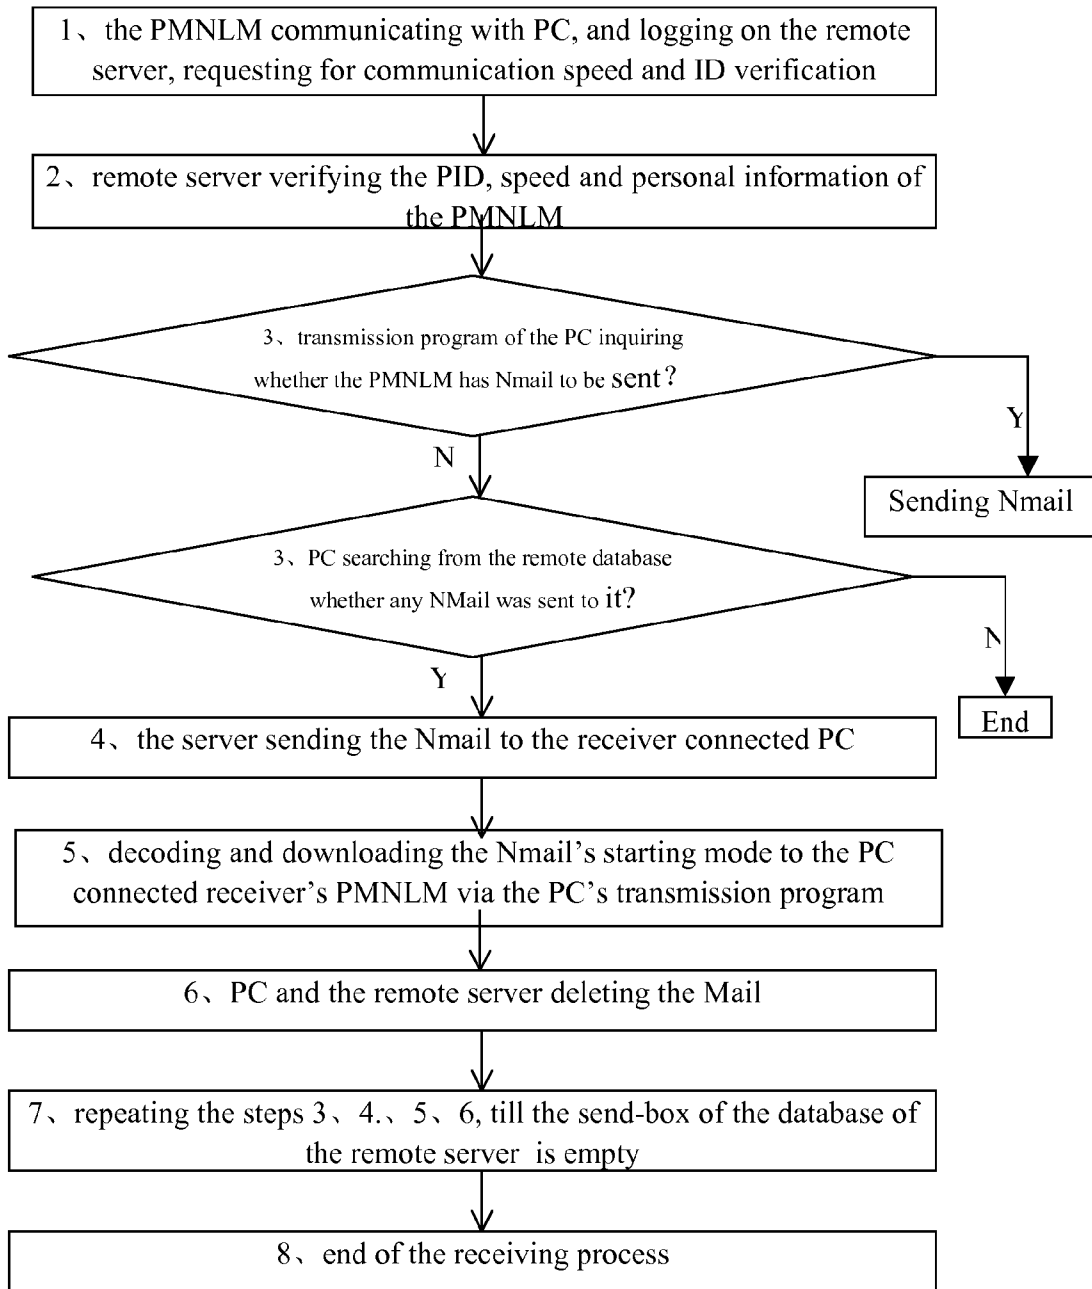 1、the PMNLM communicating with PC, and logging on the remote
server, requesting for communication speed and ID verification
2、remote server verifying the PID, speed and personal information of
the PMNLM
3、transmission program of the PC inquiring
whether the PMNLM has Nmail to be sent?
Y
N
Sending Nmail
3、PC searching from the remote database
whether any NMail was sent to it?
N
Y
End
4、the server sending the Nmail to the receiver connected PC
5、decoding and downloading the Nmail's starting mode to the PC
connected receiver's PMNLM via the PC's transmission program
6、PC and the remote server deleting the Mail
7、repeating the steps 3、4.、5、6, till the send-box of the database of
the remote server is empty
8、end of the receiving process